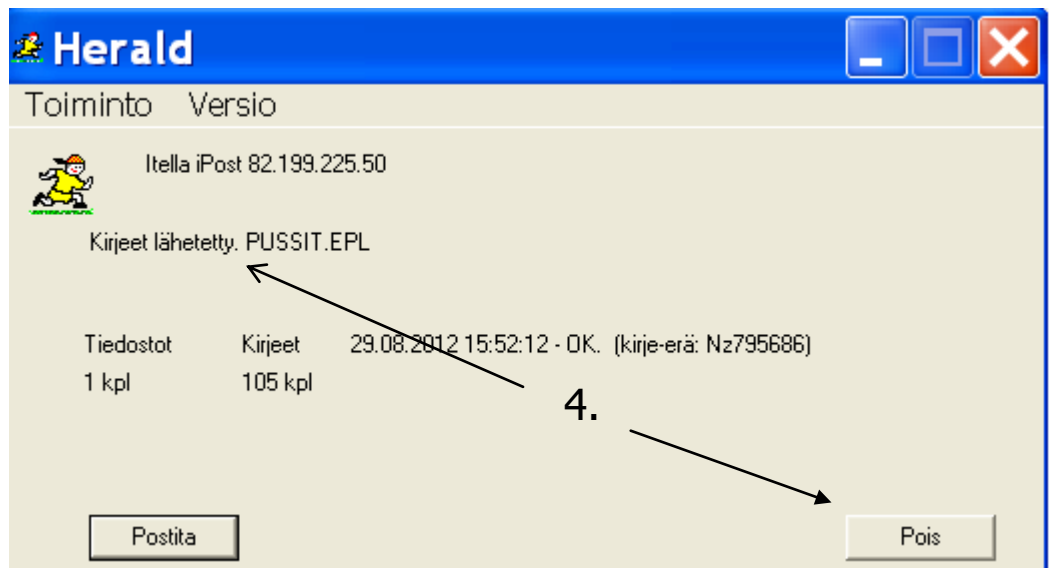 Herald
Toiminto Versio
Itella iPost 82.199.225.50
Kirjeet lähetetty. PUSSIT.EPL
Tiedostot Kirjeet 29.08.2012 15:52:12 - OK. (kirje-erä: Nz795686)
1 kpl 105 kpl
4.
Postita Pois